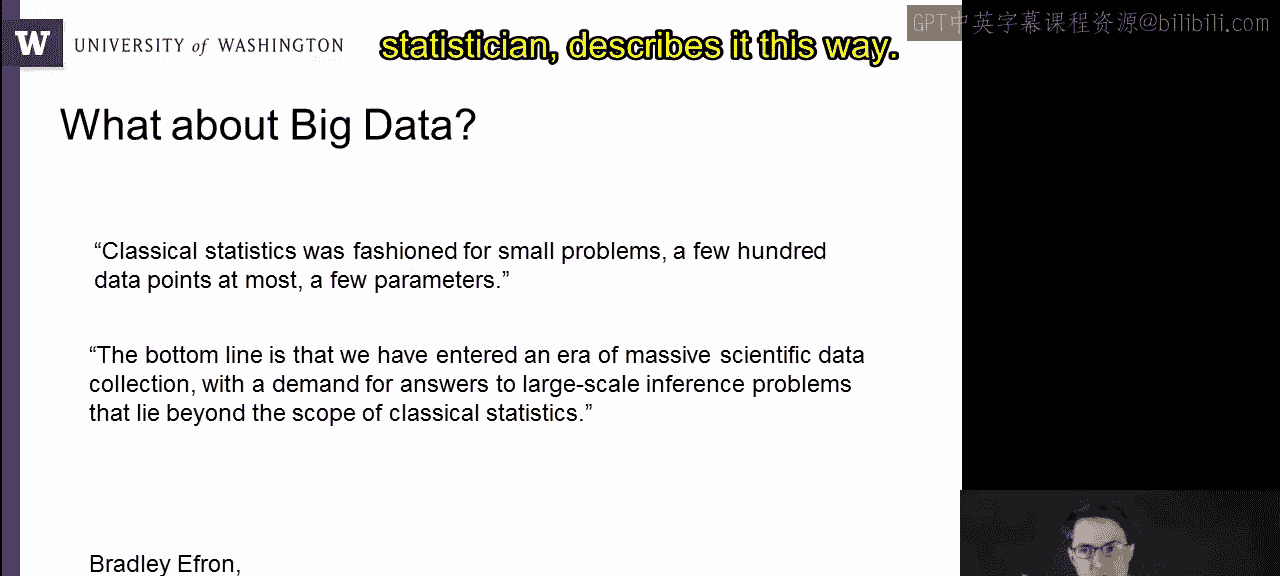 W UNIVERSITY of WASHINGTON
statistician, describes it this way.
GPT中英字幕课程资源@bilibili.com
What about Big Data?
“Classical statistics was fashioned for small problems, a few hundred
data points at most, a few parameters.”
“The bottom line is that we have entered an era of massive scientific data
collection, with a demand for answers to large-scale inference problems
that lie beyond the scope of classical statistics.”
Bradley Efron,